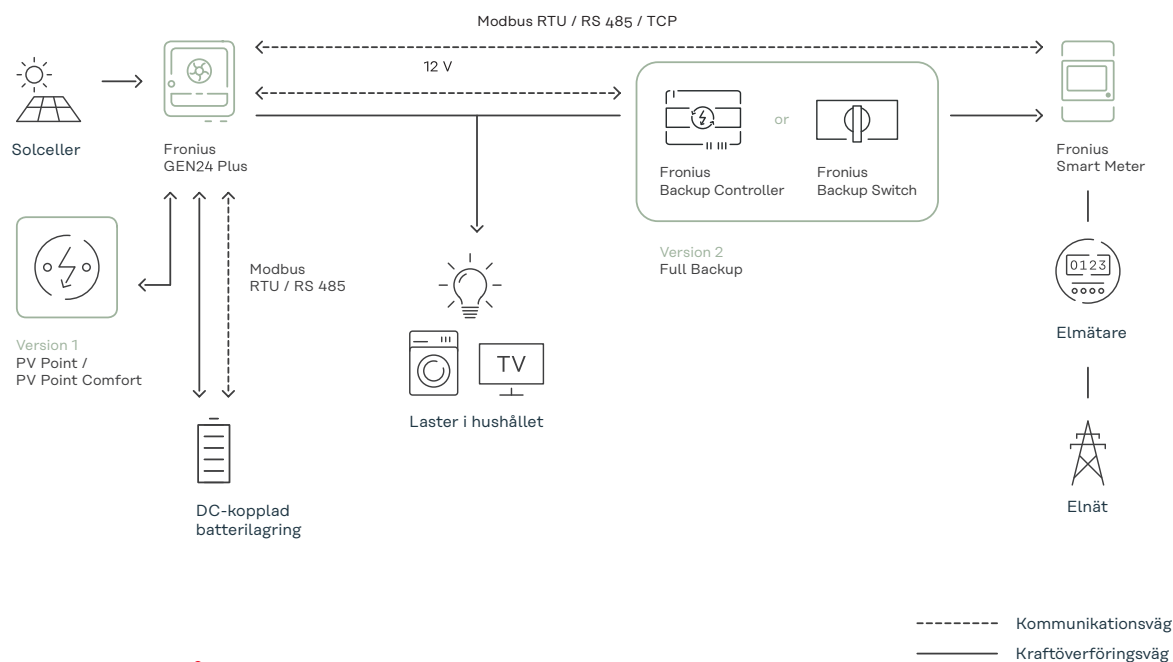 Modbus RTU / RS 485 / TCP
12 V
Solceller
Fronius
GEN24 Plus
or
Fronius
Backup Controller
Fronius
Backup Switch
Fronius
Smart Meter
Version 2
Full Backup
Modbus
RTU / RS 485
0123
Version 1
PV Point /
PV Point Comfort
TV
Elmätare
Laster i hushållet
DC-kopplad
batterilagring
Elnät
Kommunikationsväg
Kraftöverföringsväg